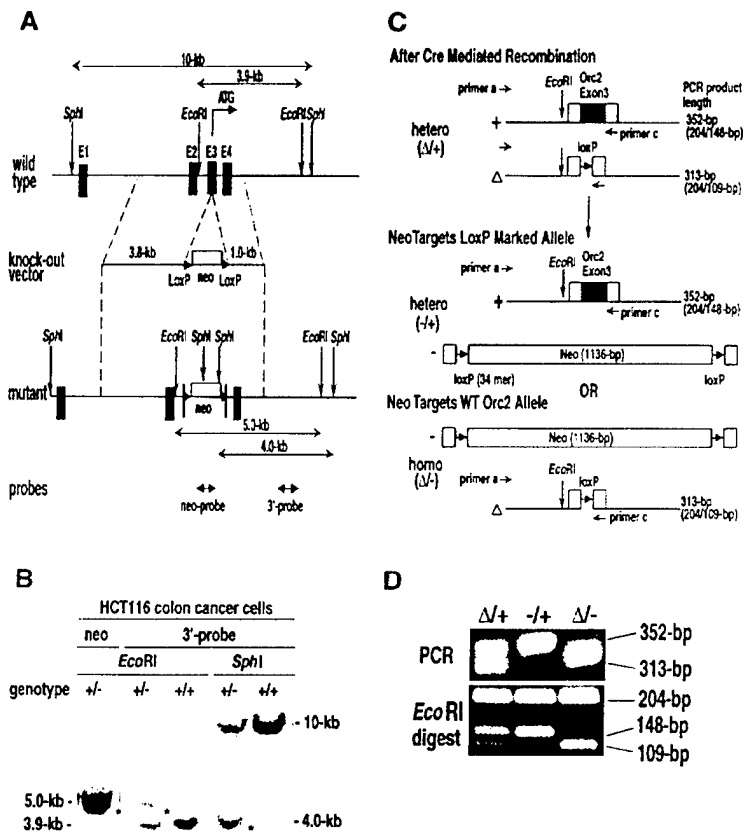 A
10-kb
3.9-kb
ATG
SphI
EcoRI
EcoRI SphI
E1
E2
E3
E4
wild
type
3.8-kb
1.0-kb
knock-out
vector
LoxP
neo
LoxP
SphI
EcoRI
SphI
SphI
EcoRI
SphI
mutant
neo
5.0-kb
4.0-kb
probes
neo-probe
3'-probe
B
HCT116 colon cancer cells
neo
3'-probe
EcoRI
SphI
genotype
+/-
+/-
+/+
+/-
+/+
- 10-kb
5.0-kb -
*
*
3.9-kb -
*
- 4.0-kb
C
After Cre Mediated Recombination
primer a →
EcoRI
Orc2
Exon3
PCR product
length
hetero
(Δ/+)
+
primer c
352-bp
(204/148-bp)
loxP
Δ
313-bp
(204/109-bp)
Neo Targets LoxP Marked Allele
primer a →
EcoRI
Orc2
Exon3
hetero
(-/+)
+
primer c
352-bp
(204/148-bp)
-
Neo (1136-bp)
loxP (34 mer)
loxP
OR
Neo Targets WT Orc2 Allele
-
Neo (1136-bp)
homo
(Δ/-)
primer a →
EcoRI
loxP
Δ
primer c
313-bp
(204/109-bp)
D
Δ/+
-/+
Δ/-
PCR
352-bp
313-bp
EcoRI
digest
204-bp
148-bp
109-bp